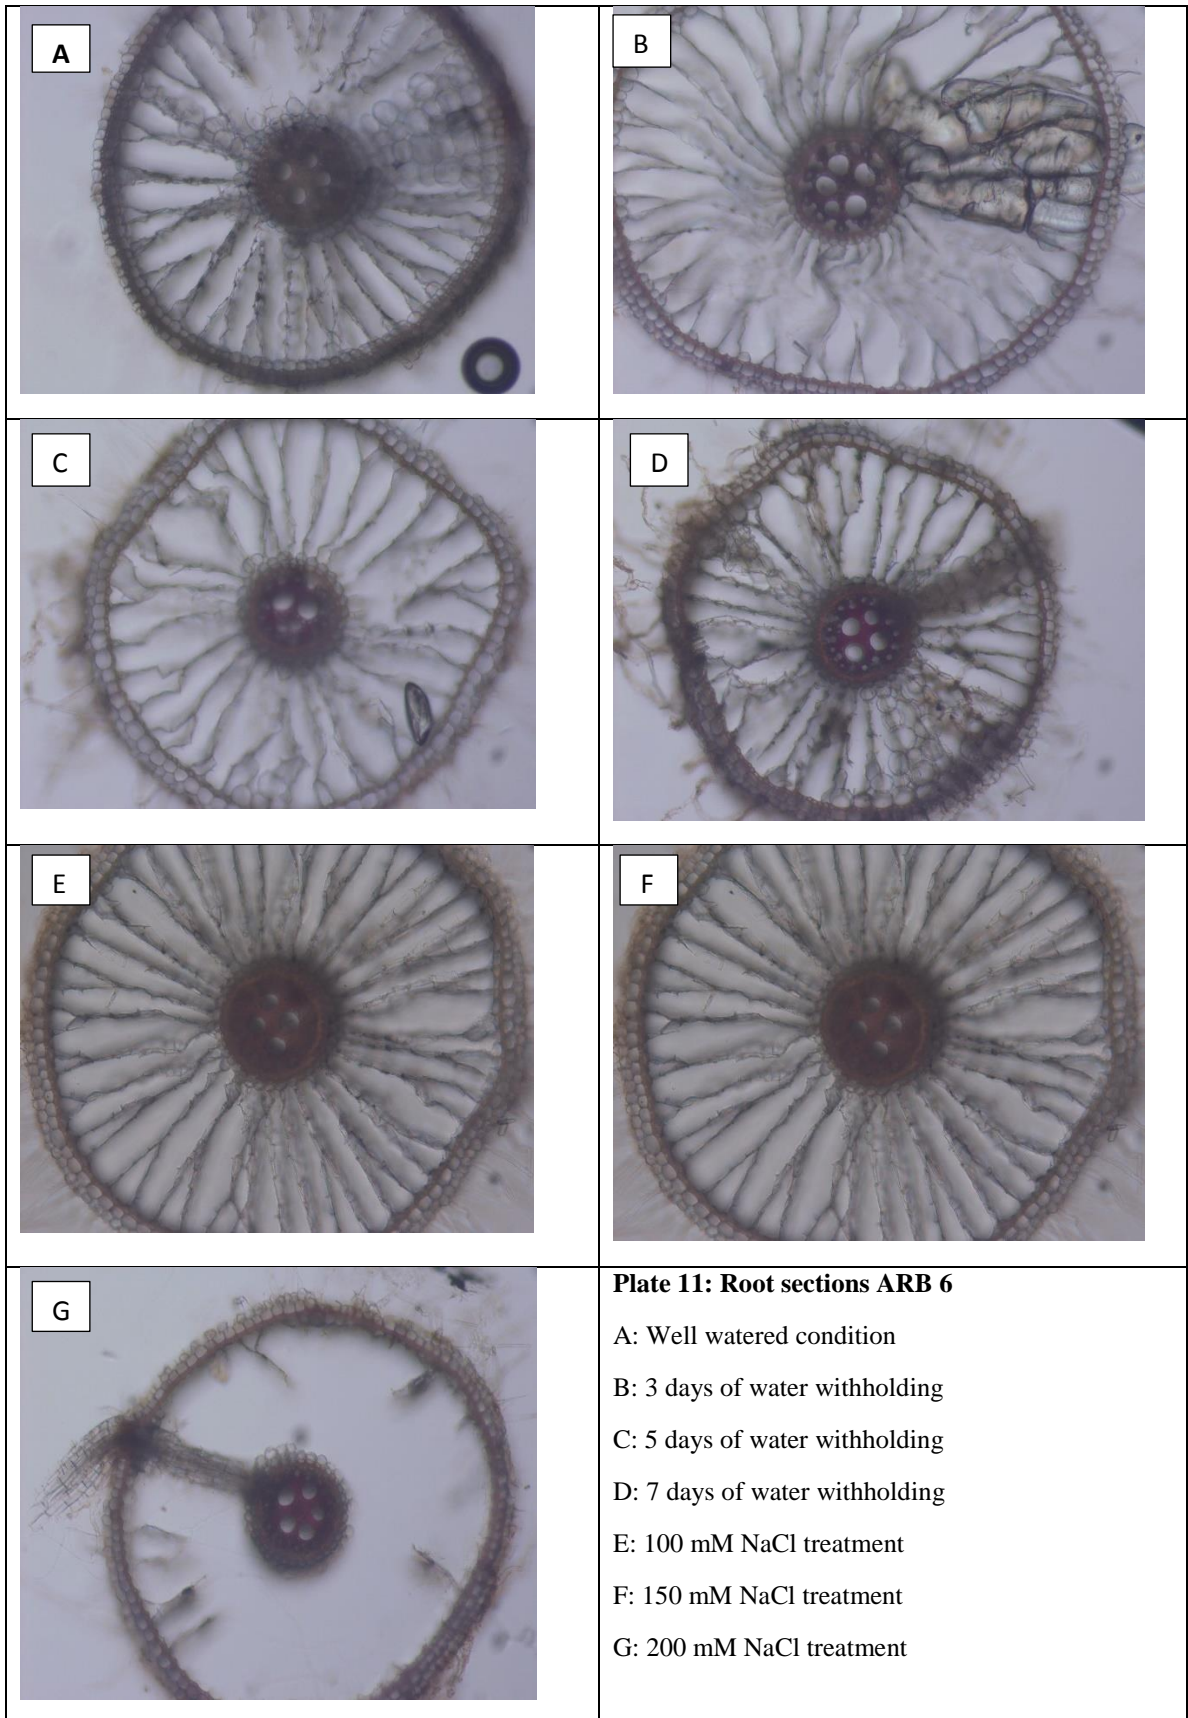 A
B
C
D
E
F
G
Plate 11: Root sections ARB 6
A: Well watered condition
B: 3 days of water withholding
C: 5 days of water withholding
D: 7 days of water withholding
E: 100 mM NaCl treatment
F: 150 mM NaCl treatment
G: 200 mM NaCl treatment